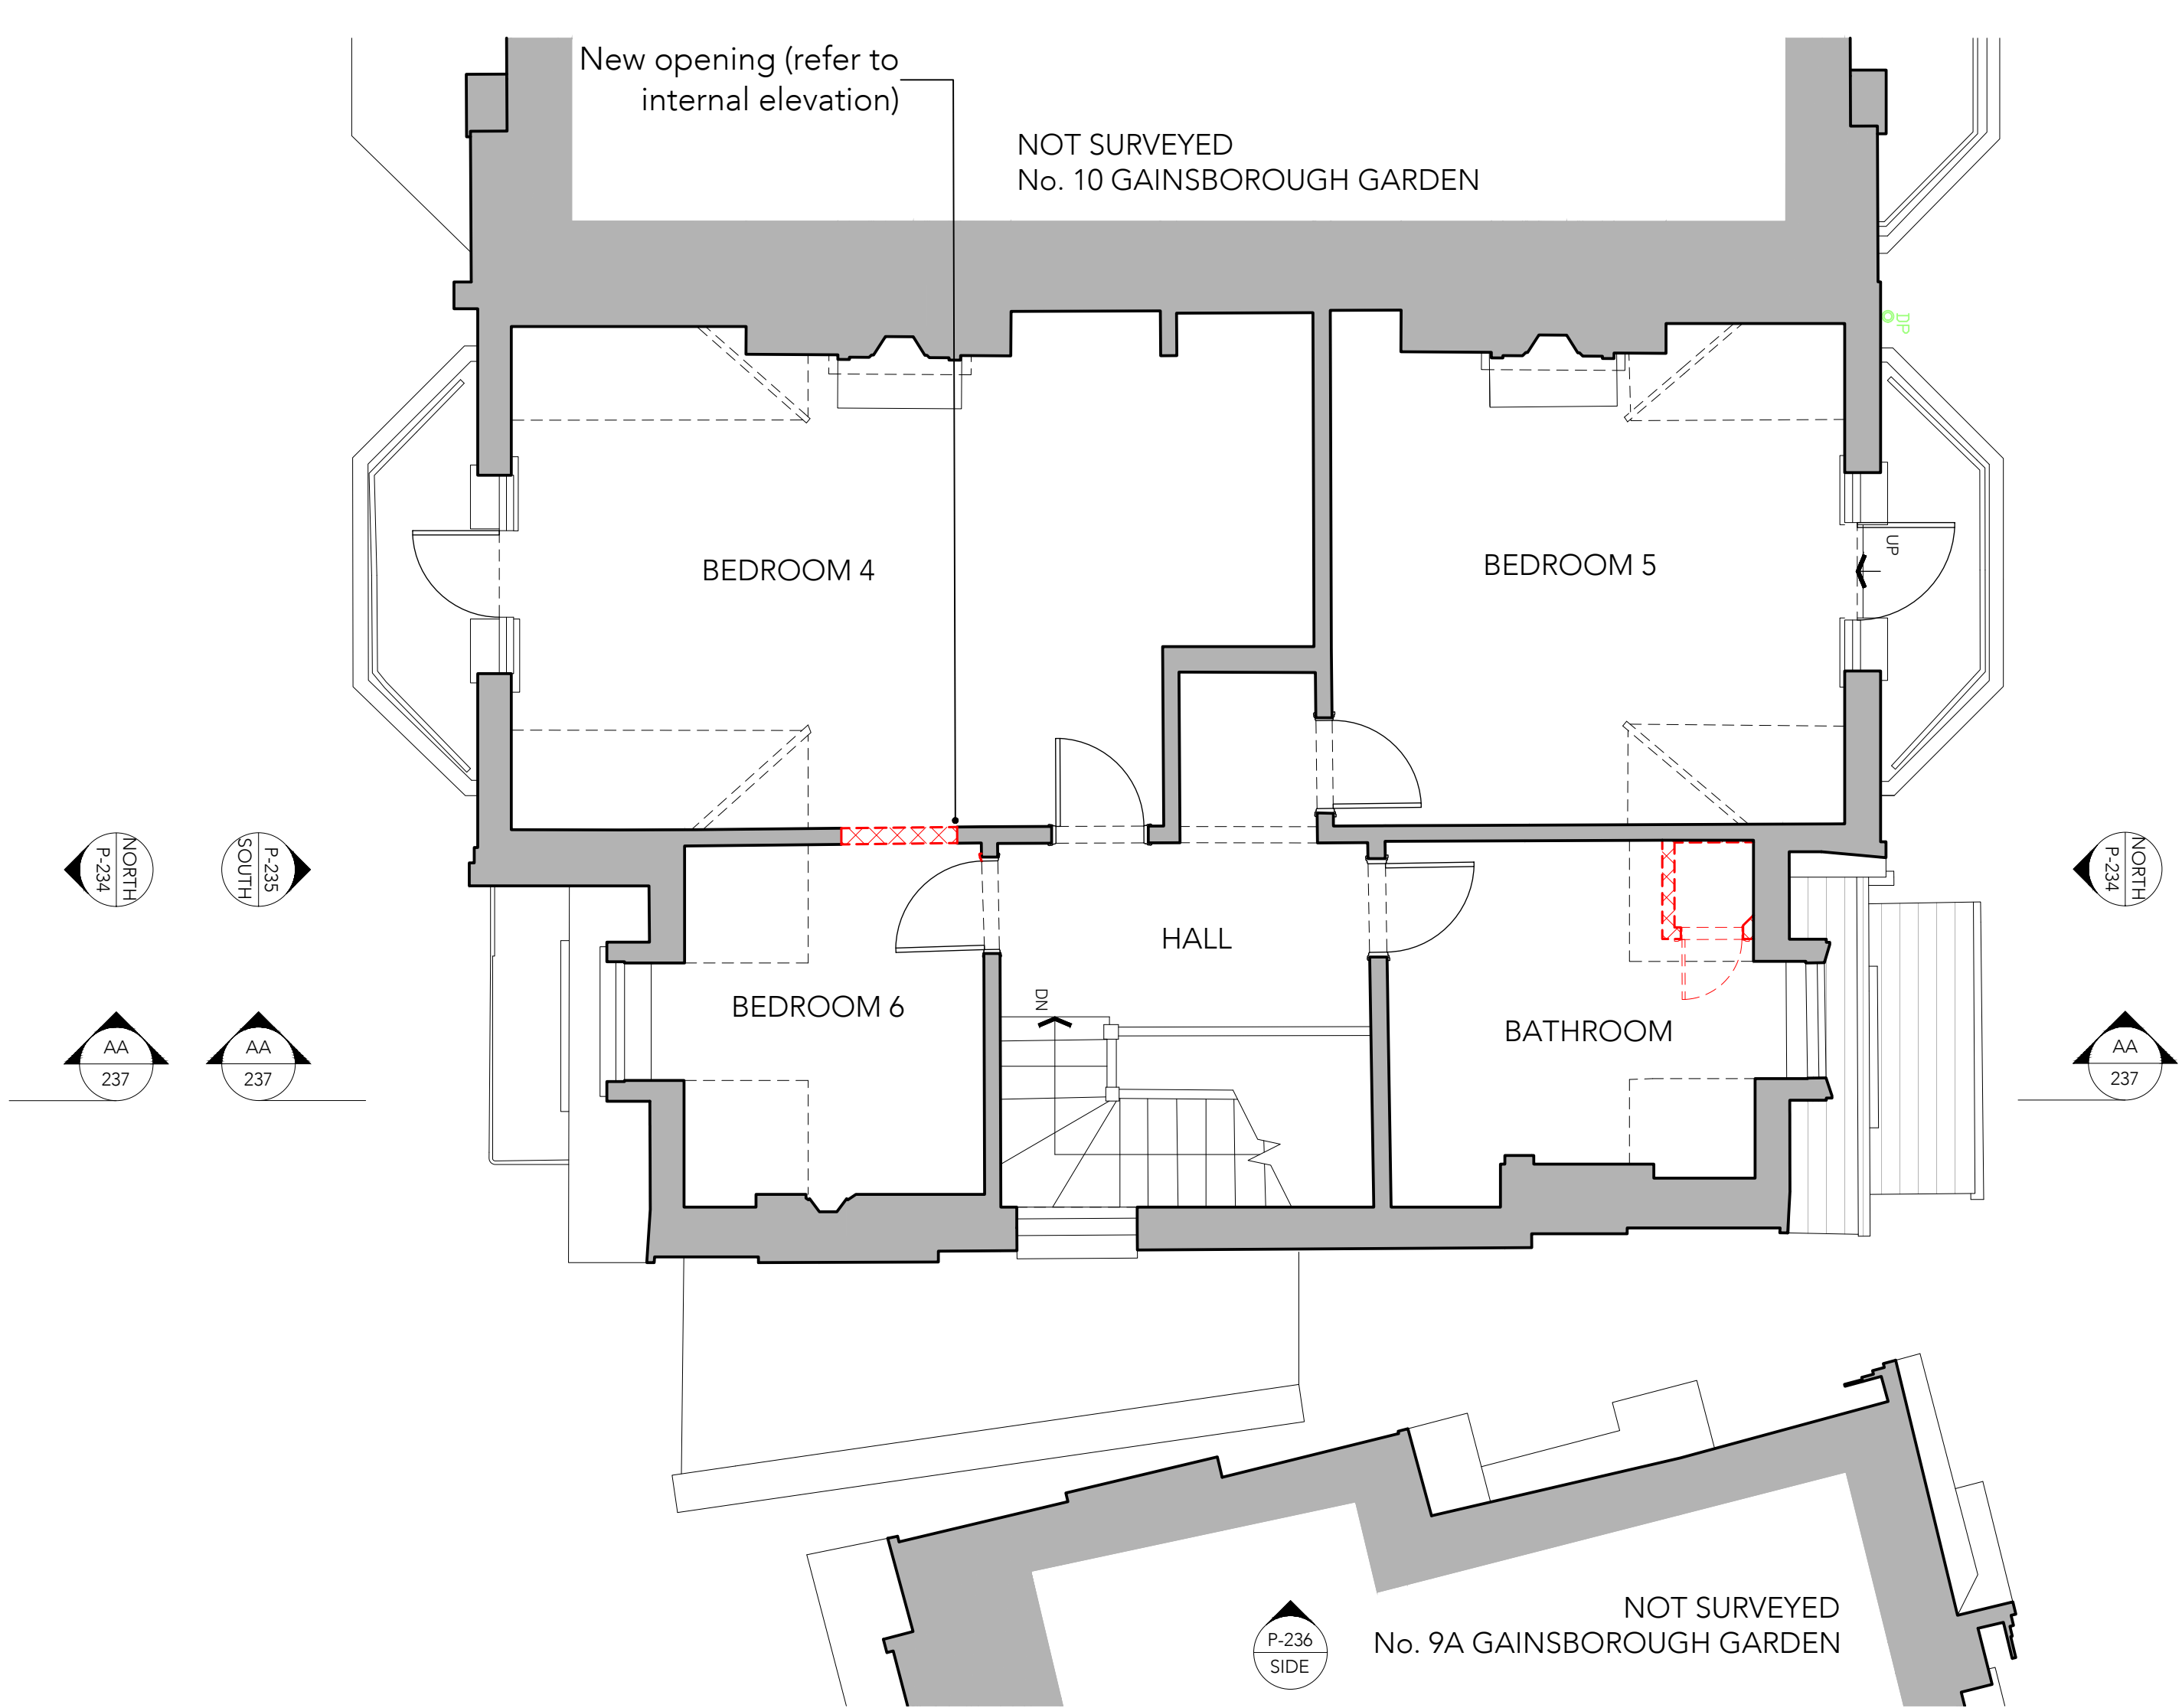 New opening (refer to
internal elevation)
NOT SURVEYED
No. 10 GAINSBOROUGH GARDEN
DP
BEDROOM 4
BEDROOM 5
UP
NORTH
P-234
P-235
SOUTH
NORTH
P-234
HALL
DN
BEDROOM 6
BATHROOM
AA
237
AA
237
AA
237
NOT SURVEYED
No. 9A GAINSBOROUGH GARDEN
P-236
SIDE